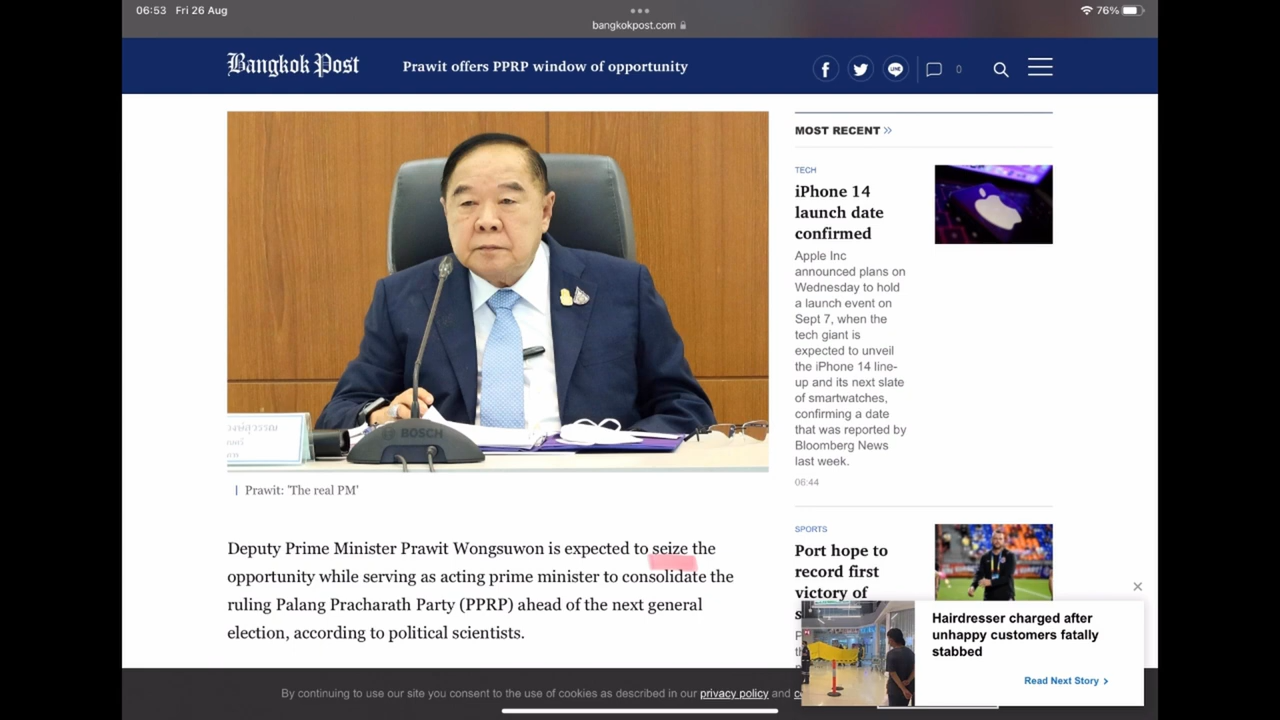 06:53 Fri 26 Aug
76%
bangkokpost.com
Bangkok Post
Prawit offers PPRP window of opportunity
0
BOSCH
Prawit: 'The real PM'
Deputy Prime Minister Prawit Wongsuwon is expected to seize the
opportunity while serving as acting prime minister to consolidate the
ruling Palang Pracharath Party (PPRP) ahead of the next general
election, according to political scientists.
MOST RECENT »
TECH
iPhone 14
launch date
confirmed
Apple Inc
announced plans on
Wednesday to hold
a launch event on
Sept 7, when the
tech giant is
expected to unveil
the iPhone 14 line-
up and its next slate
of smartwatches,
confirming a date
that was reported by
Bloomberg News
last week.
06:44
SPORTS
Port hope to
record first
victory of
Hairdresser charged after
unhappy customers fatally
stabbed
Read Next Story >
By continuing to use our site you consent to the use of cookies as described in our privacy policy and